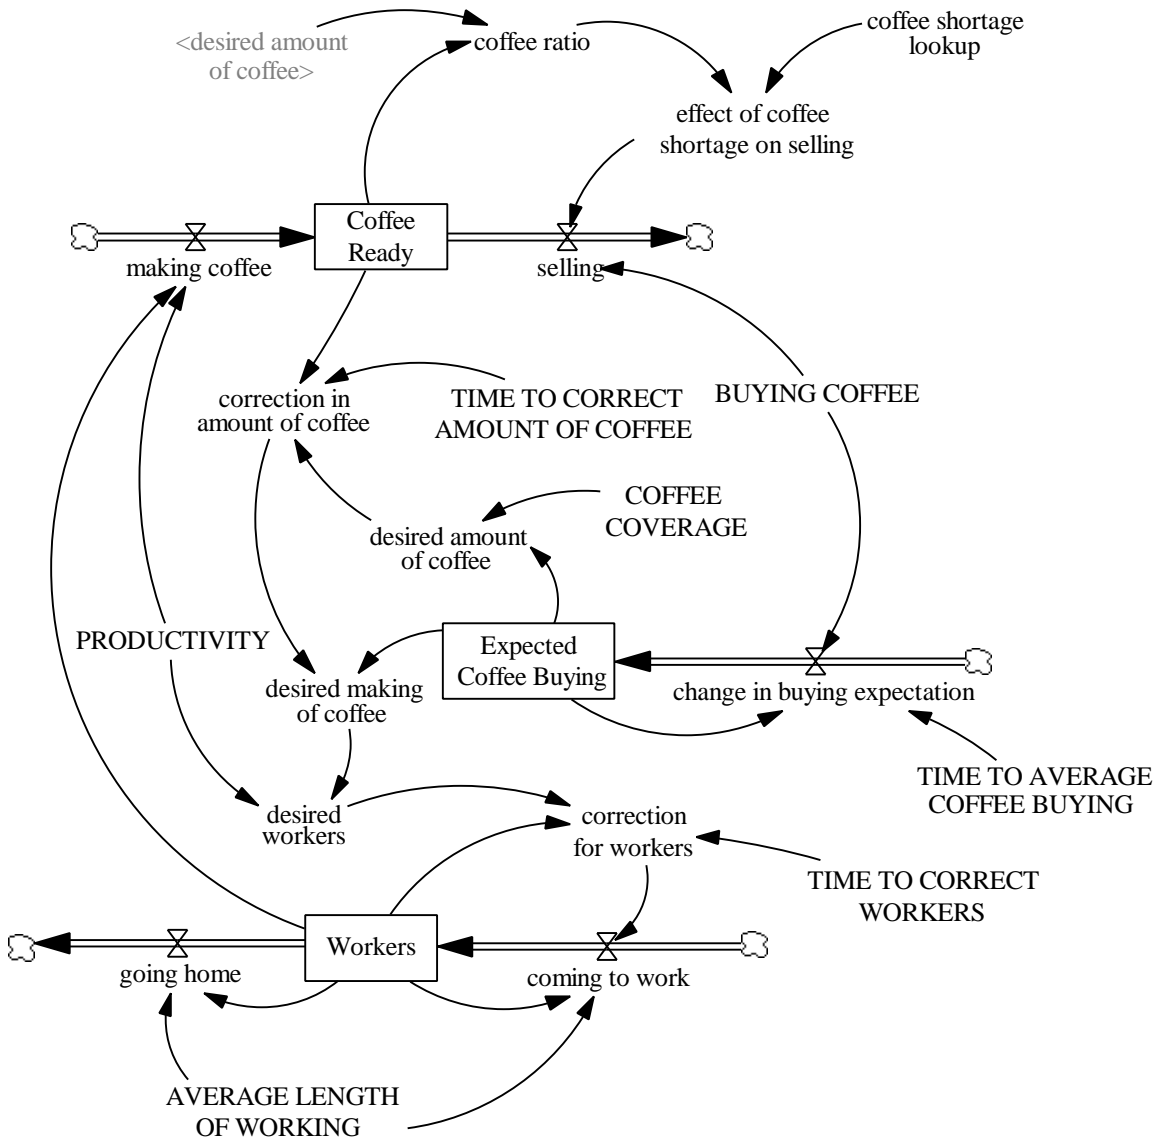 <desired amount
of coffee>
coffee ratio
coffee shortage
lookup
effect of coffee
shortage on selling
Coffee
Ready
making coffee
selling
correction in
amount of coffee
TIME TO CORRECT
AMOUNT OF COFFEE
BUYING COFFEE
COFFEE
COVERAGE
desired amount
of coffee
PRODUCTIVITY
Expected
Coffee Buying
desired making
of coffee
change in buying expectation
TIME TO AVERAGE
COFFEE BUYING
desired
workers
correction
for workers
TIME TO CORRECT
WORKERS
Workers
going home
coming to work
AVERAGE LENGTH
OF WORKING